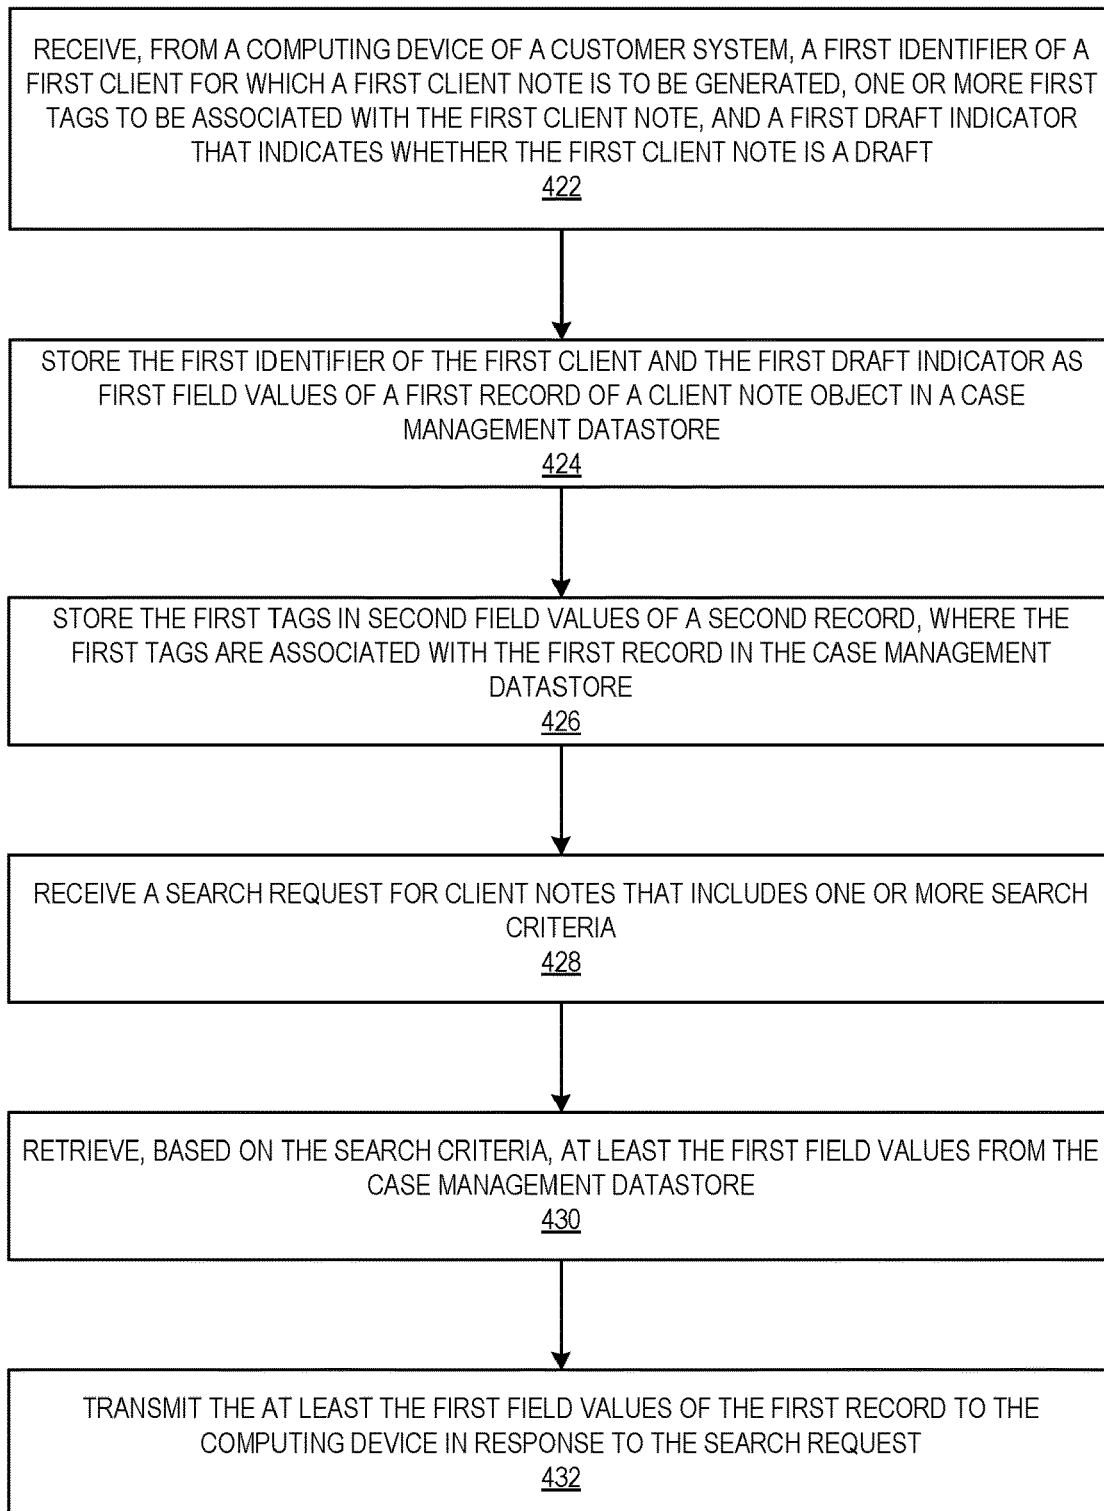 RECEIVE, FROM A COMPUTING DEVICE OF A CUSTOMER SYSTEM, A FIRST IDENTIFIER OF A
FIRST CLIENT FOR WHICH A FIRST CLIENT NOTE IS TO BE GENERATED, ONE OR MORE FIRST
TAGS TO BE ASSOCIATED WITH THE FIRST CLIENT NOTE, AND A FIRST DRAFT INDICATOR
THAT INDICATES WHETHER THE FIRST CLIENT NOTE IS A DRAFT
422
STORE THE FIRST IDENTIFIER OF THE FIRST CLIENT AND THE FIRST DRAFT INDICATOR AS
FIRST FIELD VALUES OF A FIRST RECORD OF A CLIENT NOTE OBJECT IN A CASE
MANAGEMENT DATASTORE
424
STORE THE FIRST TAGS IN SECOND FIELD VALUES OF A SECOND RECORD, WHERE THE
FIRST TAGS ARE ASSOCIATED WITH THE FIRST RECORD IN THE CASE MANAGEMENT
DATASTORE
426
RECEIVE A SEARCH REQUEST FOR CLIENT NOTES THAT INCLUDES ONE OR MORE SEARCH
CRITERIA
428
RETRIEVE, BASED ON THE SEARCH CRITERIA, AT LEAST THE FIRST FIELD VALUES FROM THE
CASE MANAGEMENT DATASTORE
430
TRANSMIT THE AT LEAST THE FIRST FIELD VALUES OF THE FIRST RECORD TO THE
COMPUTING DEVICE IN RESPONSE TO THE SEARCH REQUEST
432